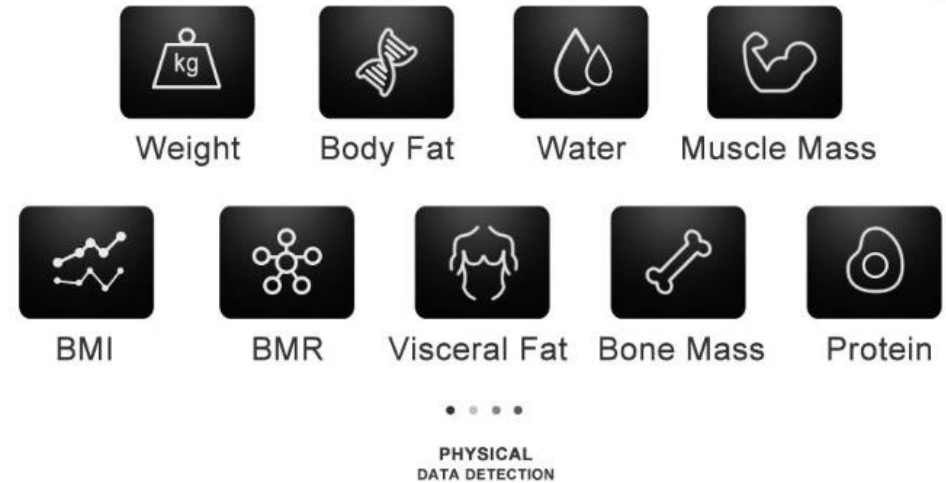 kg
Weight Body Fat Water Muscle Mass
BMI BMR Visceral Fat Bone Mass Protein
PHYSICAL
DATA DETECTION